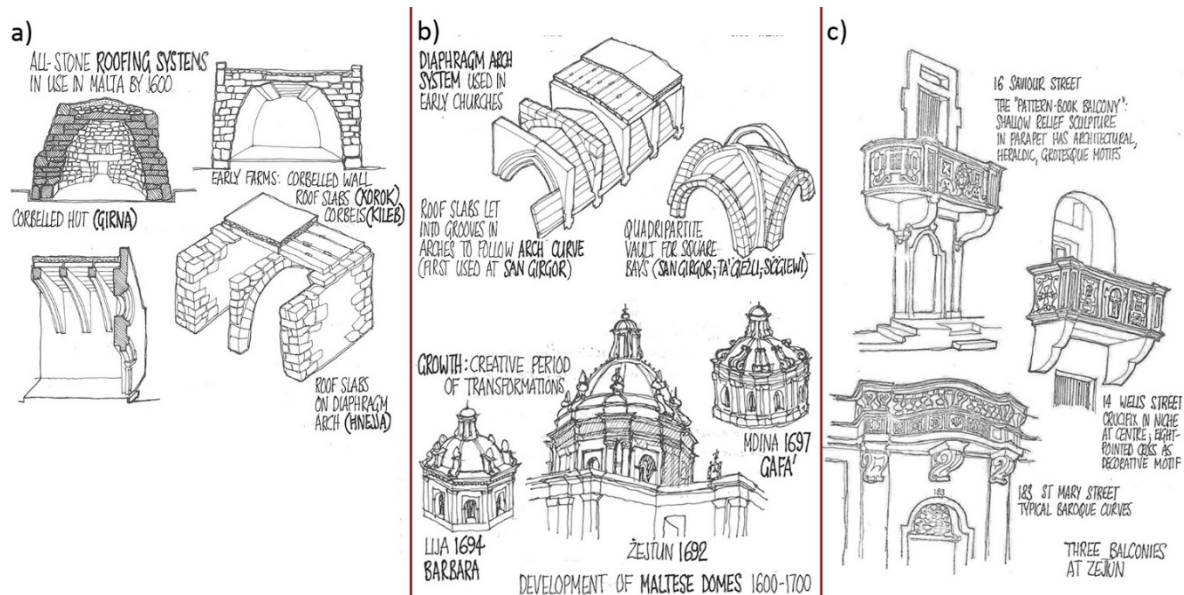 a)
ALL-STONE ROOFING SYSTEMS
IN USE IN MALTA BY 1600
EARLY FARMS: CORBELLED WALL
ROOF SLABS (XOROK)
CORBELS (KILEB)
CORBELLED HUT (GIRNA)
ROOF SLABS
ON DIAPHRAGM
ARCH (HNEJJA)
b)
DIAPHRAGM ARCH
SYSTEM USED IN
EARLY CHURCHES
ROOF SLABS LET
INTO GROOVES IN
ARCHES TO FOLLOW ARCH CURVE
(FIRST USED AT SAN GIRGOR)
QUADRIPARTITE
VAULT FOR SQUARE
BAYS (SAN GIRGOR; TA' ĠIEŻU; SIĠĠIEWI)
GROWTH: CREATIVE PERIOD
OF TRANSFORMATIONS
MDINA 1697
GAFA'
LIJA 1694
BARBARA
ŻEJTUN 1692
DEVELOPMENT OF MALTESE DOMES 1600-1700
c)
16 SAVIOUR STREET
THE "PATTERN-BOOK BALCONY":
SHALLOW RELIEF SCULPTURE
IN PARAPET HAS ARCHITECTURAL,
HERALDIC, GROTESQUE MOTIFS
14 WELLS STREET
CRUCIFIX IN NICHE
AT CENTRE; EIGHT-
POINTED CROSS AS
DECORATIVE MOTIF
183
183 ST MARY STREET
TYPICAL BAROQUE CURVES
THREE BALCONIES
AT ZEJTUN